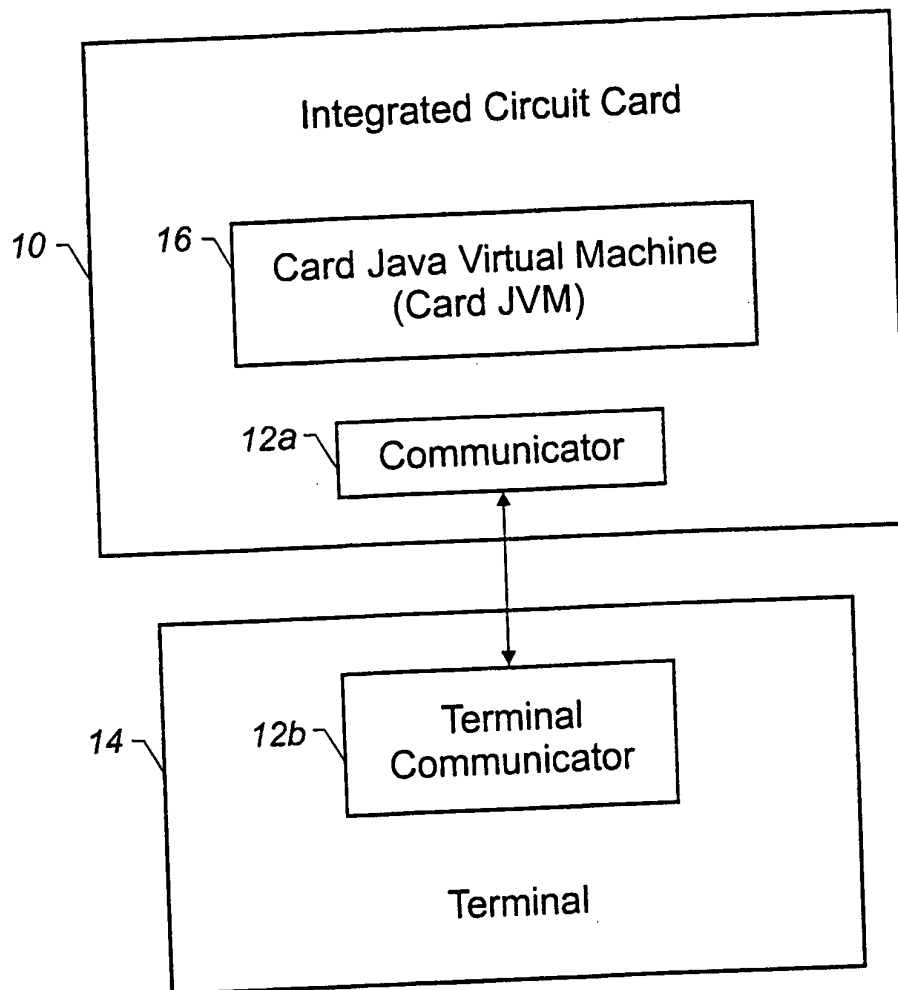 Integrated Circuit Card
10
16
Card Java Virtual Machine
(Card JVM)
12a
Communicator
14
12b
Terminal
Communicator
Terminal